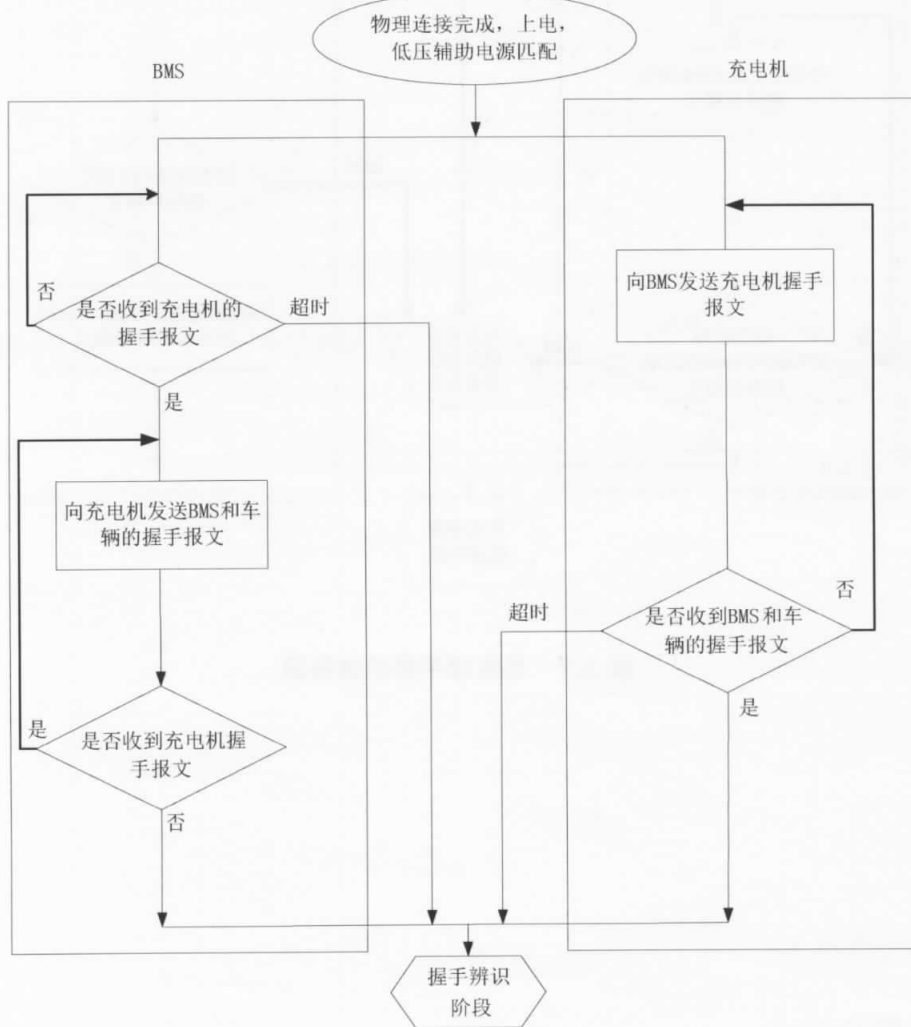 物理连接完成，上电，
低压辅助电源匹配
BMS
充电机
否
是否收到充电机的
握手报文
超时
是
向BMS发送充电机握手
报文
向充电机发送BMS和车
辆的握手报文
超时
是否收到BMS和车
辆的握手报文
否
是
是
是否收到充电机握
手报文
否
握手辨识
阶段